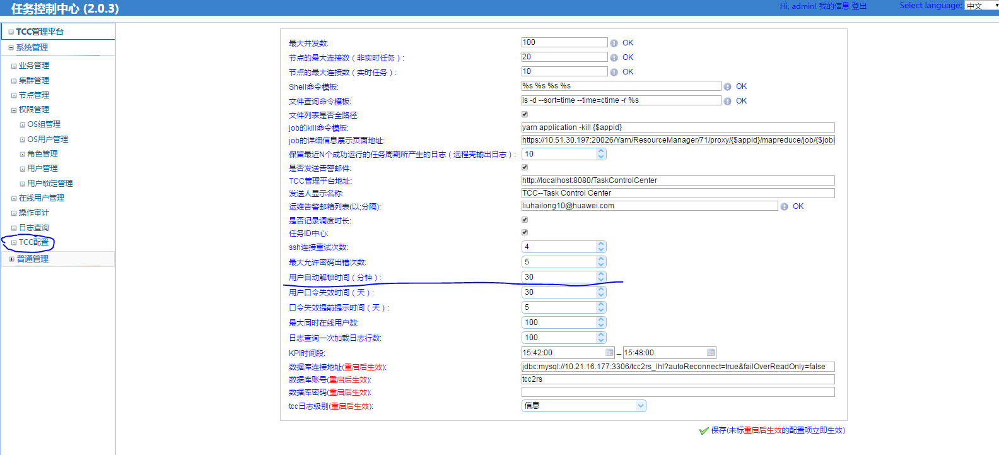 任务控制中心 (2.0.3)
Hi, admin! 我的信息 登出
Select language: 中文
TCC管理平台
系统管理
业务管理
集群管理
节点管理
权限管理
OS组管理
OS用户管理
角色管理
用户管理
用户锁定管理
在线用户管理
操作审计
日志查询
TCC配置
普通管理
最大并发数: 100 OK
节点的最大连接数（非实时任务）: 20 OK
节点的最大连接数（实时任务）: 10 OK
Shell命令模板: %s %s %s %s OK
文件查询命令模板: ls -d --sort=time --time=ctime -r %s OK
文件列表是否全路径:
job的kill命令模板: yarn application -kill {$appid}
job的详细信息展示页面地址: https://10.51.30.197:20026/Yarn/ResourceManager/71/proxy/{$appid}/mapreduce/job/{$jobi
保留最近N个成功运行的任务周期所产生的日志（远程壳输出日志）: 10
是否发送告警邮件:
TCC管理平台地址: http://localhost:8080/TaskControlCenter
发送人显示名称: TCC--Task Control Center
运维告警邮箱列表(以;分隔): liuhailong10@huawei.com OK
是否记录调度时长:
任务ID中心:
ssh连接重试次数: 4
最大允许密码出错次数: 5
用户自动解锁时间（分钟）: 30
用户口令失效时间（天）: 30
口令失效提前提示时间（天）: 5
最大同时在线用户数: 100
日志查询一次加载日志行数: 100
KPI时间段: 15:42:00 – 15:48:00
数据库连接地址(重启后生效): jdbc:mysql://10.21.16.177:3306/tcc2rs_lhl?autoReconnect=true&failOverReadOnly=false
数据库账号(重启后生效): tcc2rs
数据库密码(重启后生效):
tcc日志级别(重启后生效): 信息
保存(未标重启后生效的配置项立即生效)